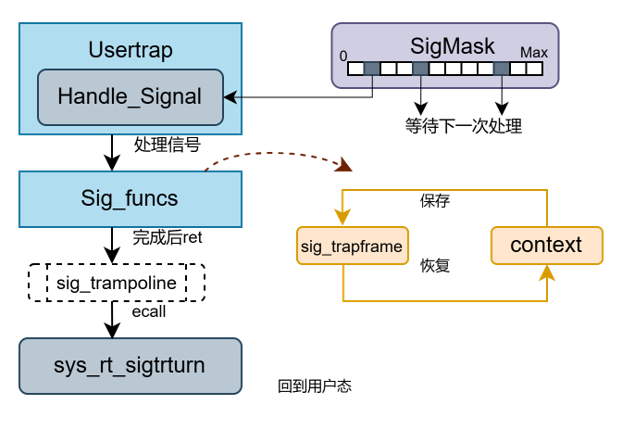 Usertrap
Handle_Signal
SigMask
0
Max
等待下一次处理
处理信号
Sig_funcs
完成后ret
sig_trampoline
ecall
sys_rt_sigtrturn
保存
sig_trapframe
context
恢复
回到用户态